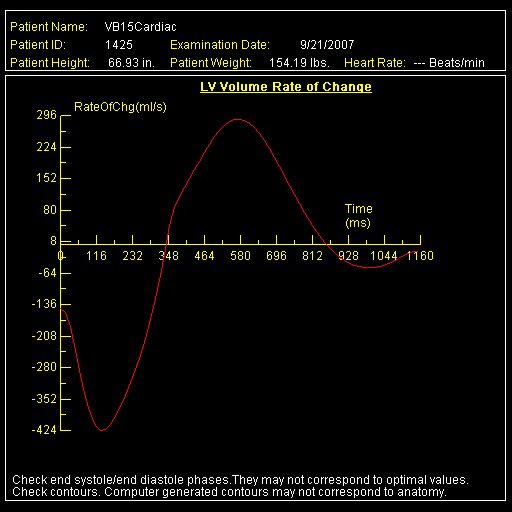 Patient Name: VB15Cardiac
Patient ID: 1425 Examination Date: 9/21/2007
Patient Height: 66.93 in. Patient Weight: 154.19 lbs. Heart Rate: --- Beats/min
LV Volume Rate of Change
RateOfChg(ml/s)
296
224
152
80
8
-64
-136
-208
-280
-352
-424
Time
(ms)
0 116 232 348 464 580 696 812 928 1044 1160
Check end systole/end diastole phases.They may not correspond to optimal values.
Check contours. Computer generated contours may not correspond to anatomy.